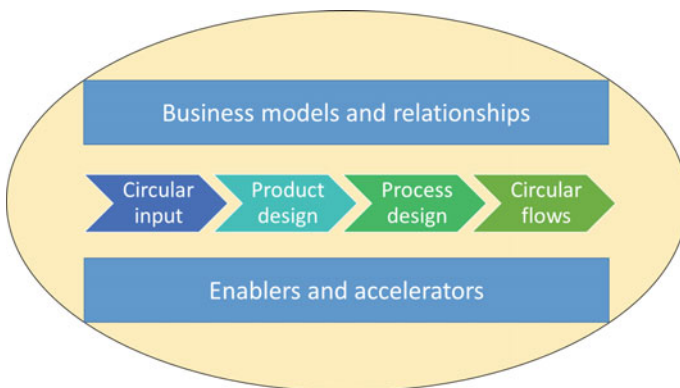 Business models and relationships
Circular
input
Product
design
Process
design
Circular
flows
Enablers and accelerators